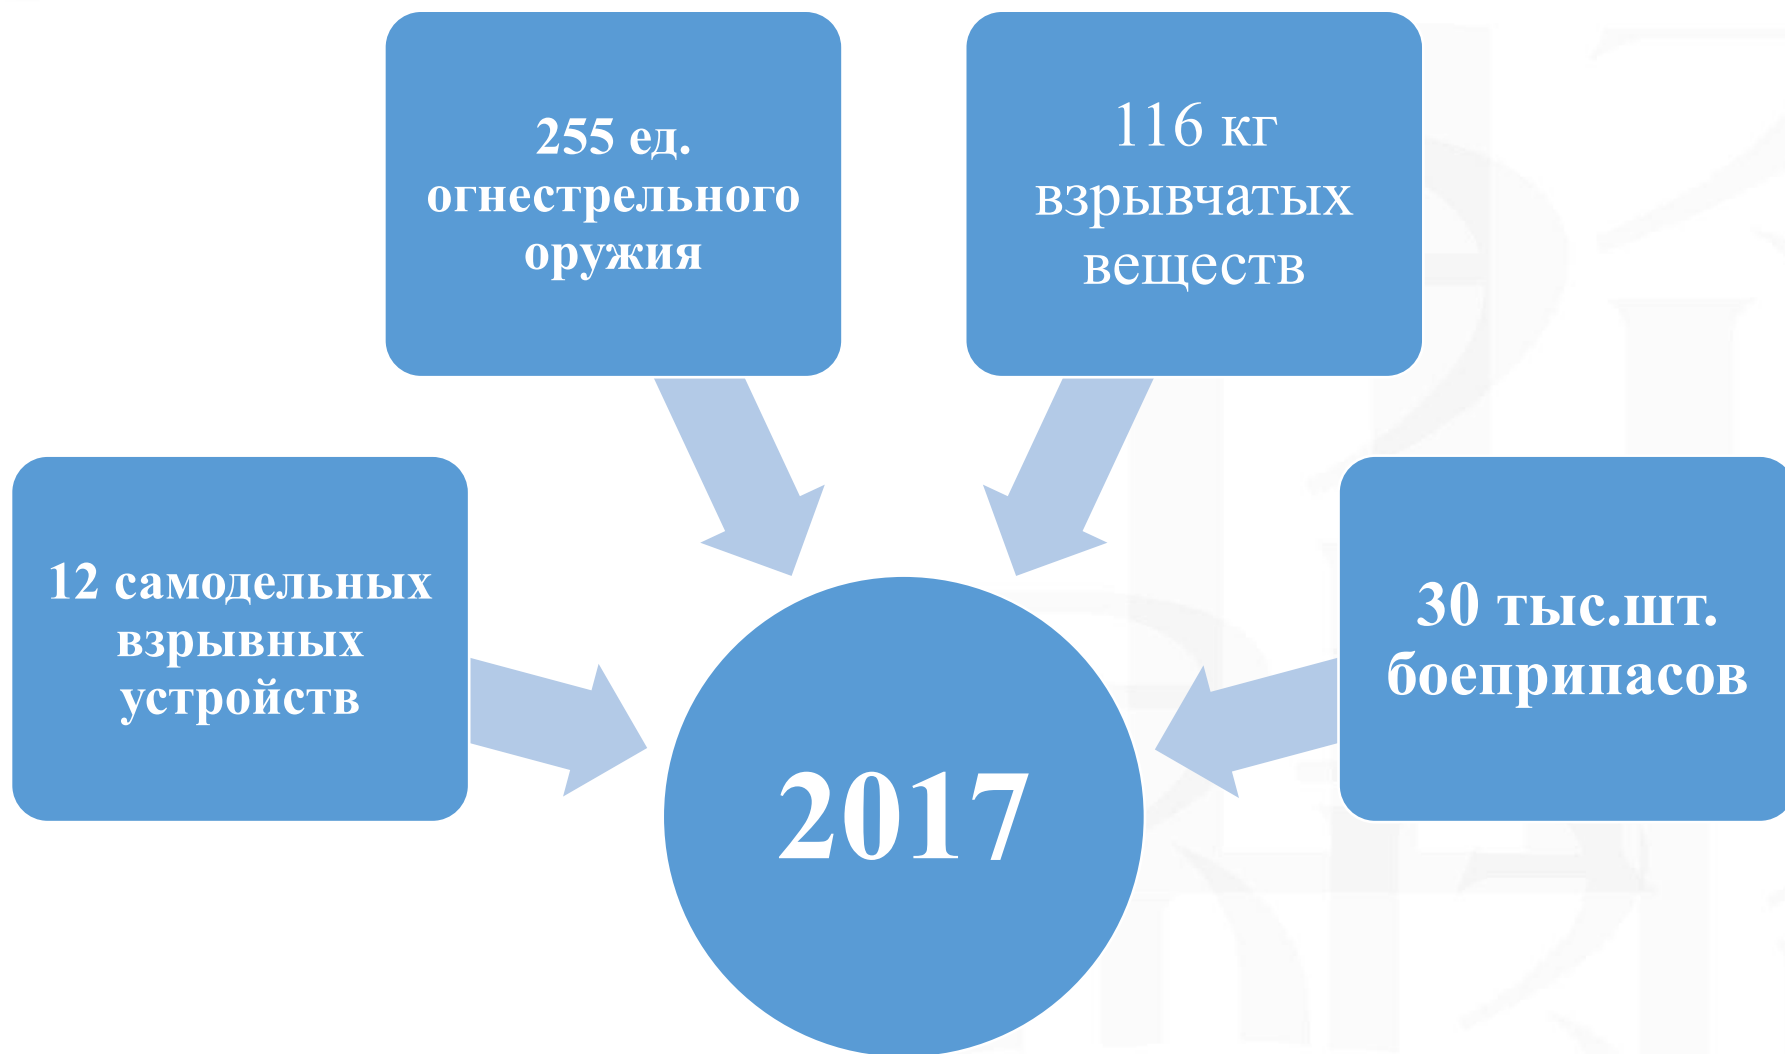 255 ед.
огнестрельного
оружия
116 кг
взрывчатых
веществ
12 самодельных
взрывных
устройств
30 тыс.шт.
боеприпасов
2017